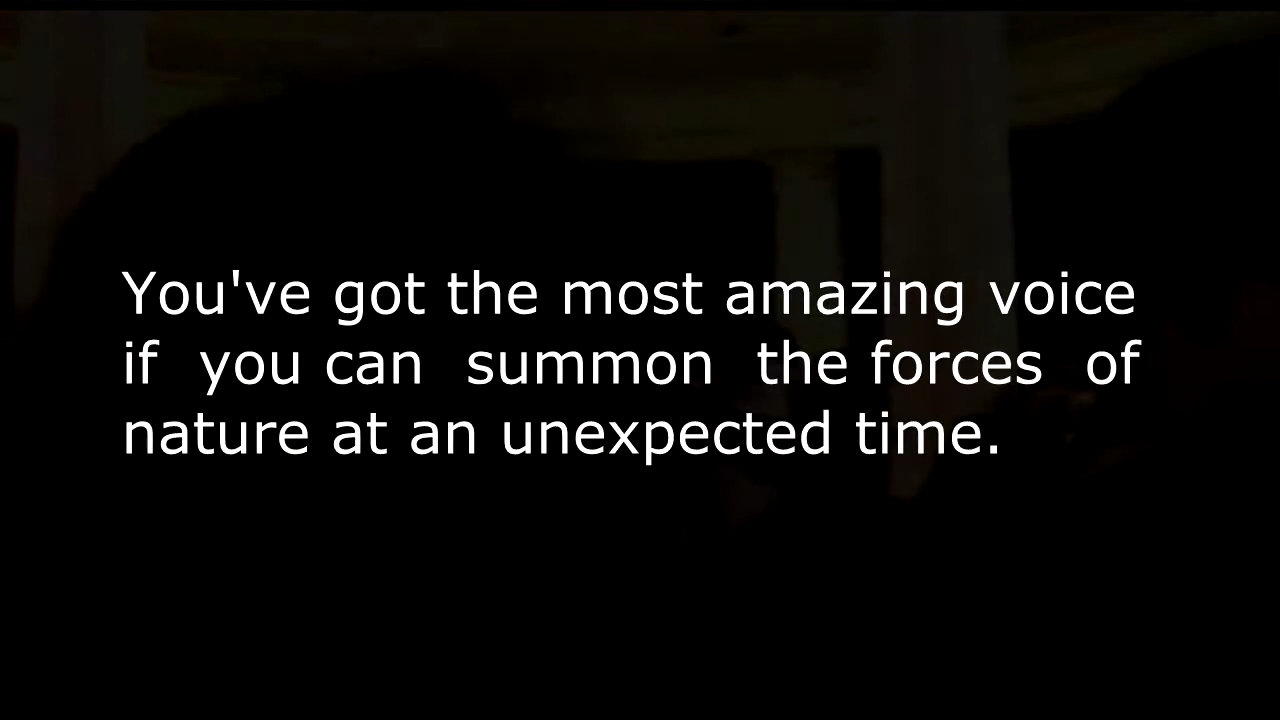 You've got the most amazing voice
if you can summon the forces of
nature at an unexpected time.